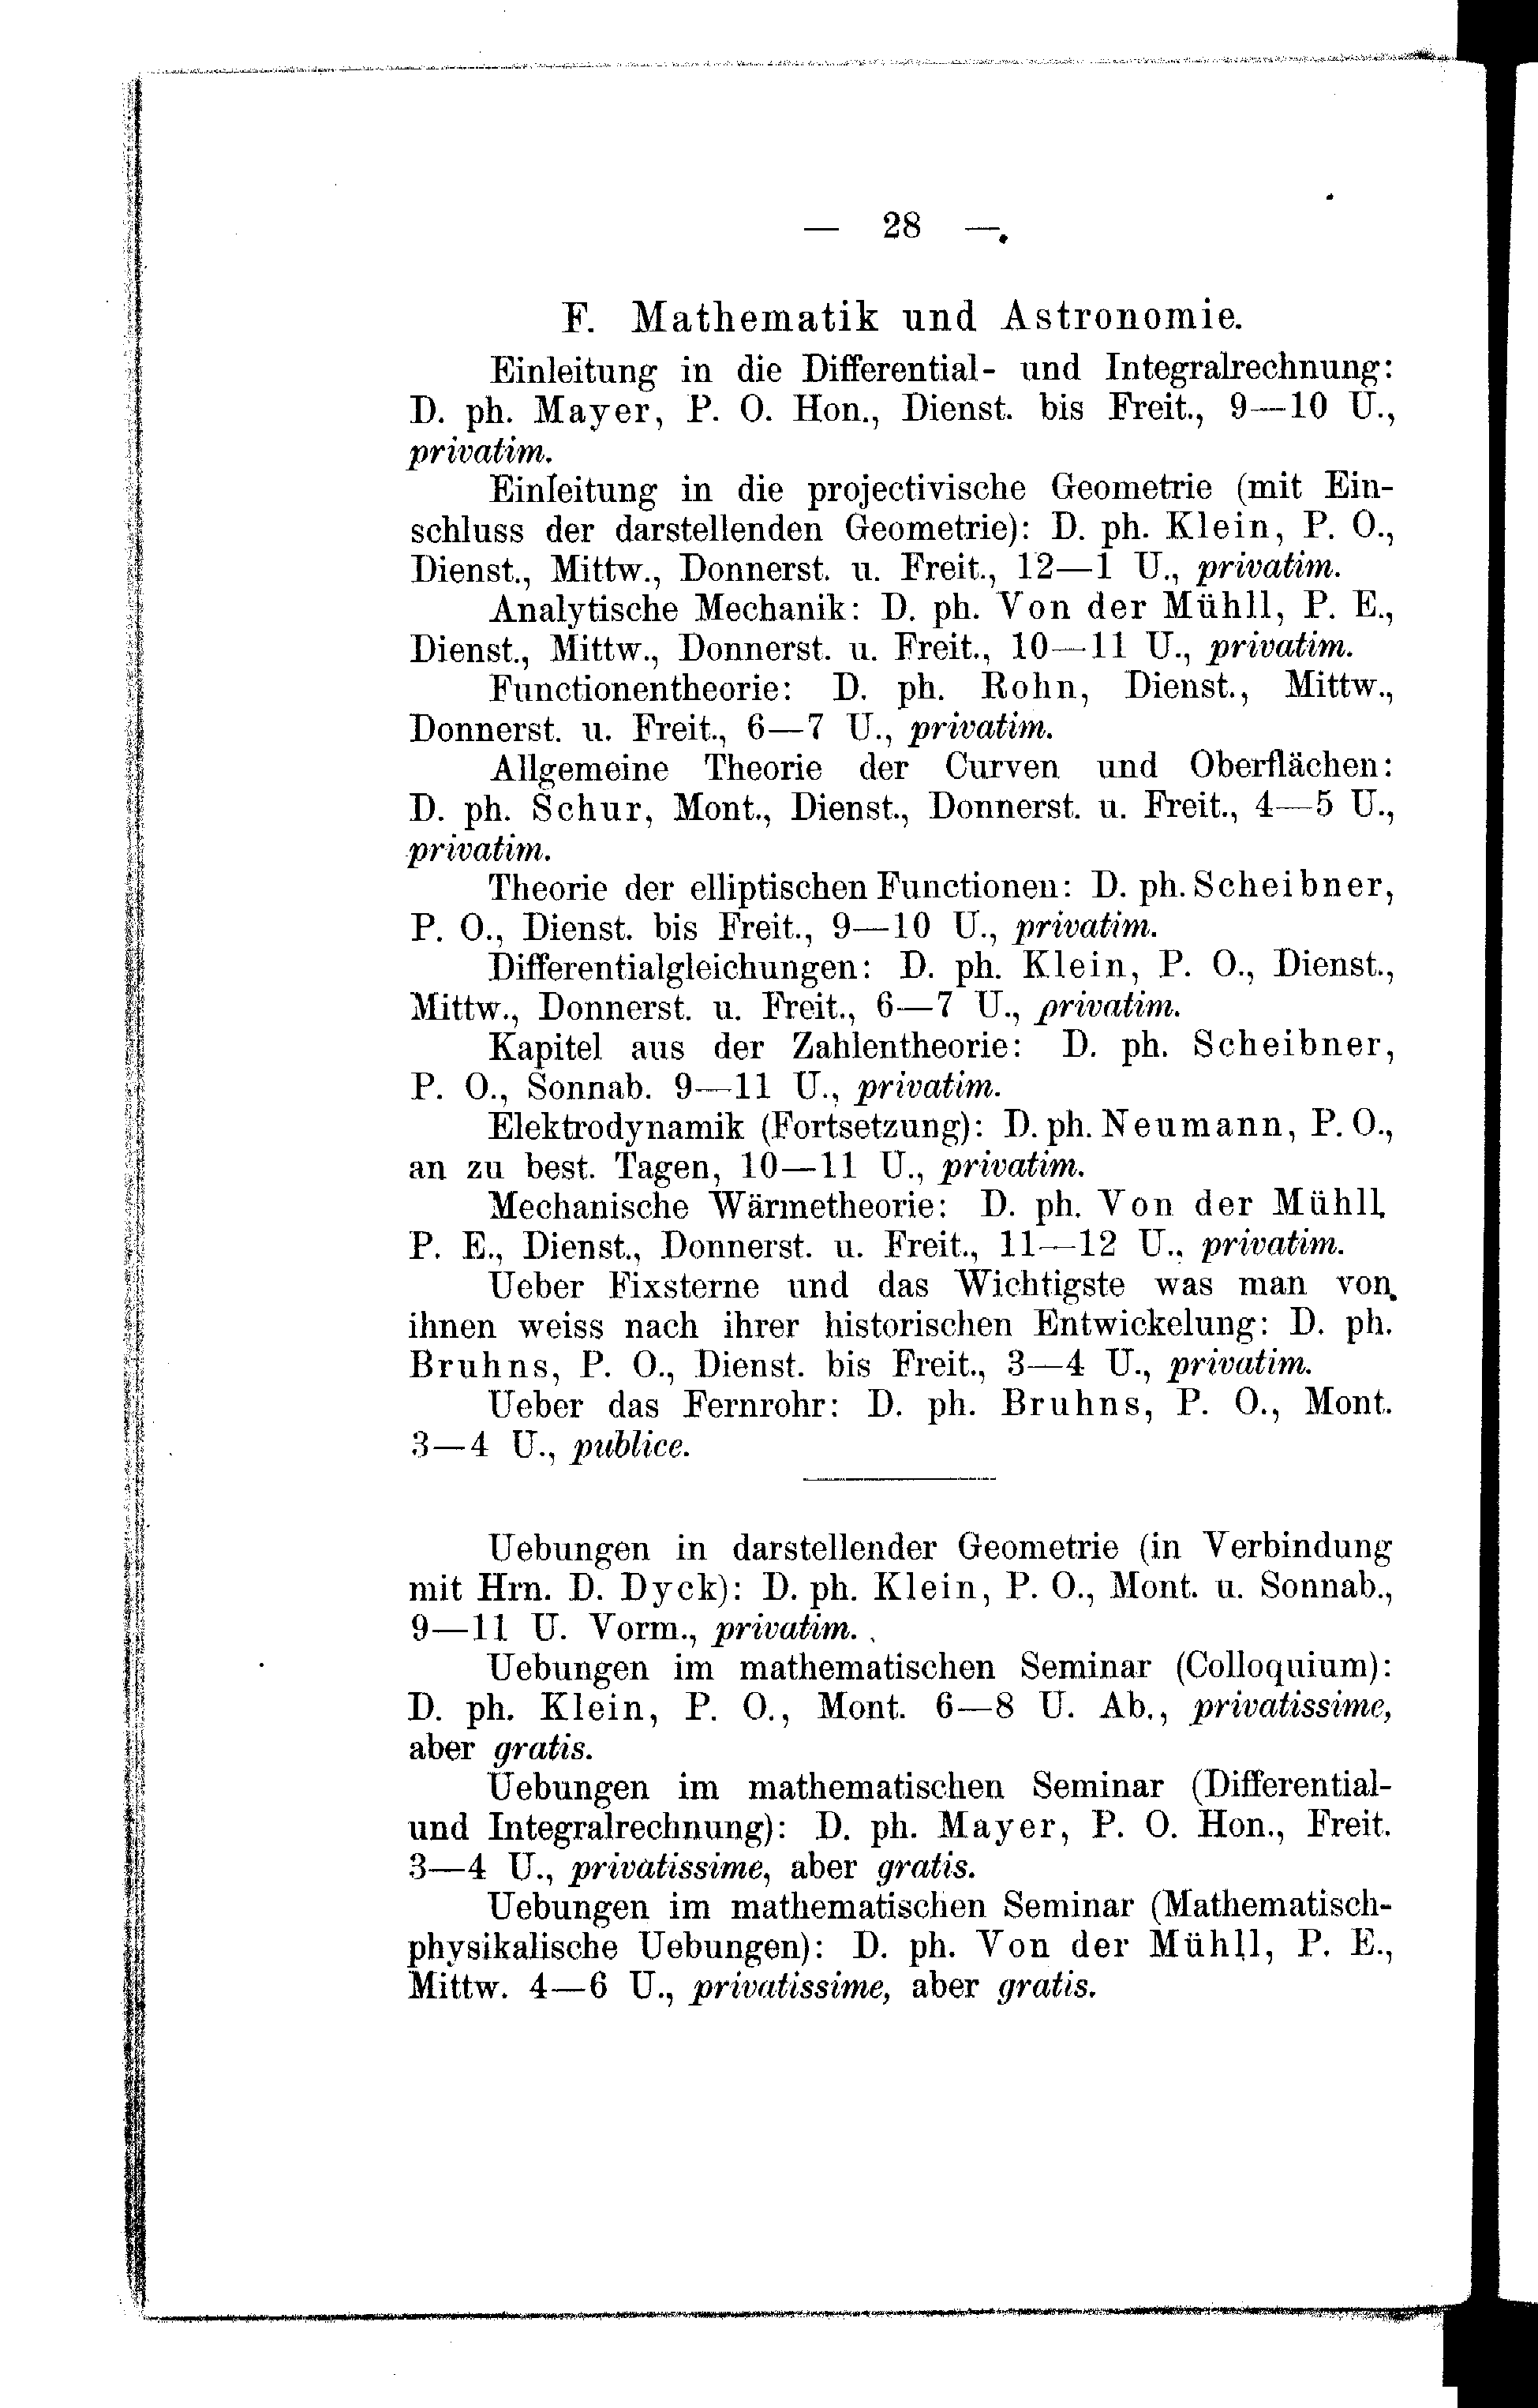 — 28 —.
F. Mathematik und Astronomie.
Einleitung in die Differential- und Integralrechnung:
D. ph. Mayer, P. O. Hon., Dienst. bis Freit., 9—10 U.,
privatim.
Einleitung in die projectivische Geometrie (mit Ein-
schluss der darstellenden Geometrie): D. ph. Klein, P. O.,
Dienst., Mittw., Donnerst. u. Freit., 12—1 U., privatim.
Analytische Mechanik: D. ph. Von der Mühll, P. E.,
Dienst., Mittw., Donnerst. u. Freit., 10—11 U., privatim.
Functionentheorie: D. ph. Rohn, Dienst., Mittw.,
Donnerst. u. Freit., 6—7 U., privatim.
Allgemeine Theorie der Curven und Oberflächen:
D. ph. Schur, Mont., Dienst., Donnerst. u. Freit., 4—5 U.,
privatim.
Theorie der elliptischen Functionen: D. ph. Scheibner,
P. O., Dienst. bis Freit., 9—10 U., privatim.
Differentialgleichungen: D. ph. Klein, P. O., Dienst.,
Mittw., Donnerst. u. Freit., 6—7 U., privatim.
Kapitel aus der Zahlentheorie: D. ph. Scheibner,
P. O., Sonnab. 9—11 U., privatim.
Elektrodynamik (Fortsetzung): D. ph. Neumann, P. O.,
an zu best. Tagen, 10—11 U., privatim.
Mechanische Wärmetheorie: D. ph. Von der Mühll,
P. E., Dienst., Donnerst. u. Freit., 11—12 U., privatim.
Ueber Fixsterne und das Wichtigste was man von
ihnen weiss nach ihrer historischen Entwickelung: D. ph.
Bruhns, P. O., Dienst. bis Freit., 3—4 U., privatim.
Ueber das Fernrohr: D. ph. Bruhns, P. O., Mont.
3—4 U., publice.
Uebungen in darstellender Geometrie (in Verbindung
mit Hrn. D. Dyck): D. ph. Klein, P. O., Mont. u. Sonnab.,
9—11 U. Vorm., privatim.
Uebungen im mathematischen Seminar (Colloquium):
D. ph. Klein, P. O., Mont. 6—8 U. Ab., privatissime,
aber gratis.
Uebungen im mathematischen Seminar (Differential-
und Integralrechnung): D. ph. Mayer, P. O. Hon., Freit.
3—4 U., privatissime, aber gratis.
Uebungen im mathematischen Seminar (Mathematisch-
physikalische Uebungen): D. ph. Von der Mühll, P. E.,
Mittw. 4—6 U., privatissime, aber gratis.